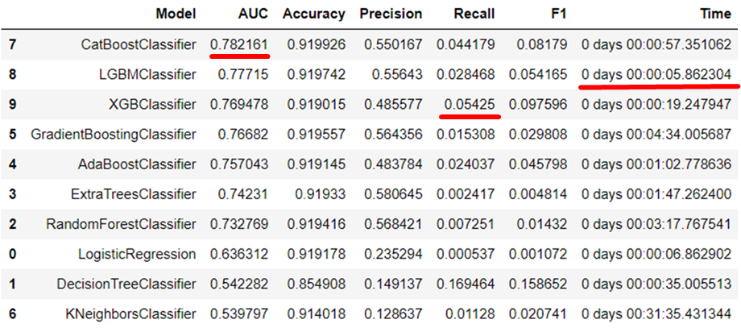 Model AUC Accuracy Precision Recall F1 Time
7 CatBoostClassifier 0.782161 0.919926 0.550167 0.044179 0.08179 0 days 00:00:57.351062
8 LGBMClassifier 0.77715 0.919742 0.55643 0.028468 0.054165 0 days 00:00:05.862304
9 XGBClassifier 0.769478 0.919015 0.485577 0.05425 0.097596 0 days 00:00:19.247947
5 GradientBoostingClassifier 0.76682 0.919557 0.564356 0.015308 0.029808 0 days 00:04:34.005687
4 AdaBoostClassifier 0.757043 0.919145 0.483784 0.024037 0.045798 0 days 00:01:02.778636
3 ExtraTreesClassifier 0.74231 0.91933 0.580645 0.002417 0.004814 0 days 00:01:47.262400
2 RandomForestClassifier 0.732769 0.919416 0.568421 0.007251 0.01432 0 days 00:03:17.767541
0 LogisticRegression 0.636312 0.919178 0.235294 0.000537 0.001072 0 days 00:00:06.862902
1 DecisionTreeClassifier 0.542282 0.854908 0.149137 0.169464 0.158652 0 days 00:00:35.005513
6 KNeighborsClassifier 0.539797 0.914018 0.128637 0.01128 0.020741 0 days 00:31:35.431344